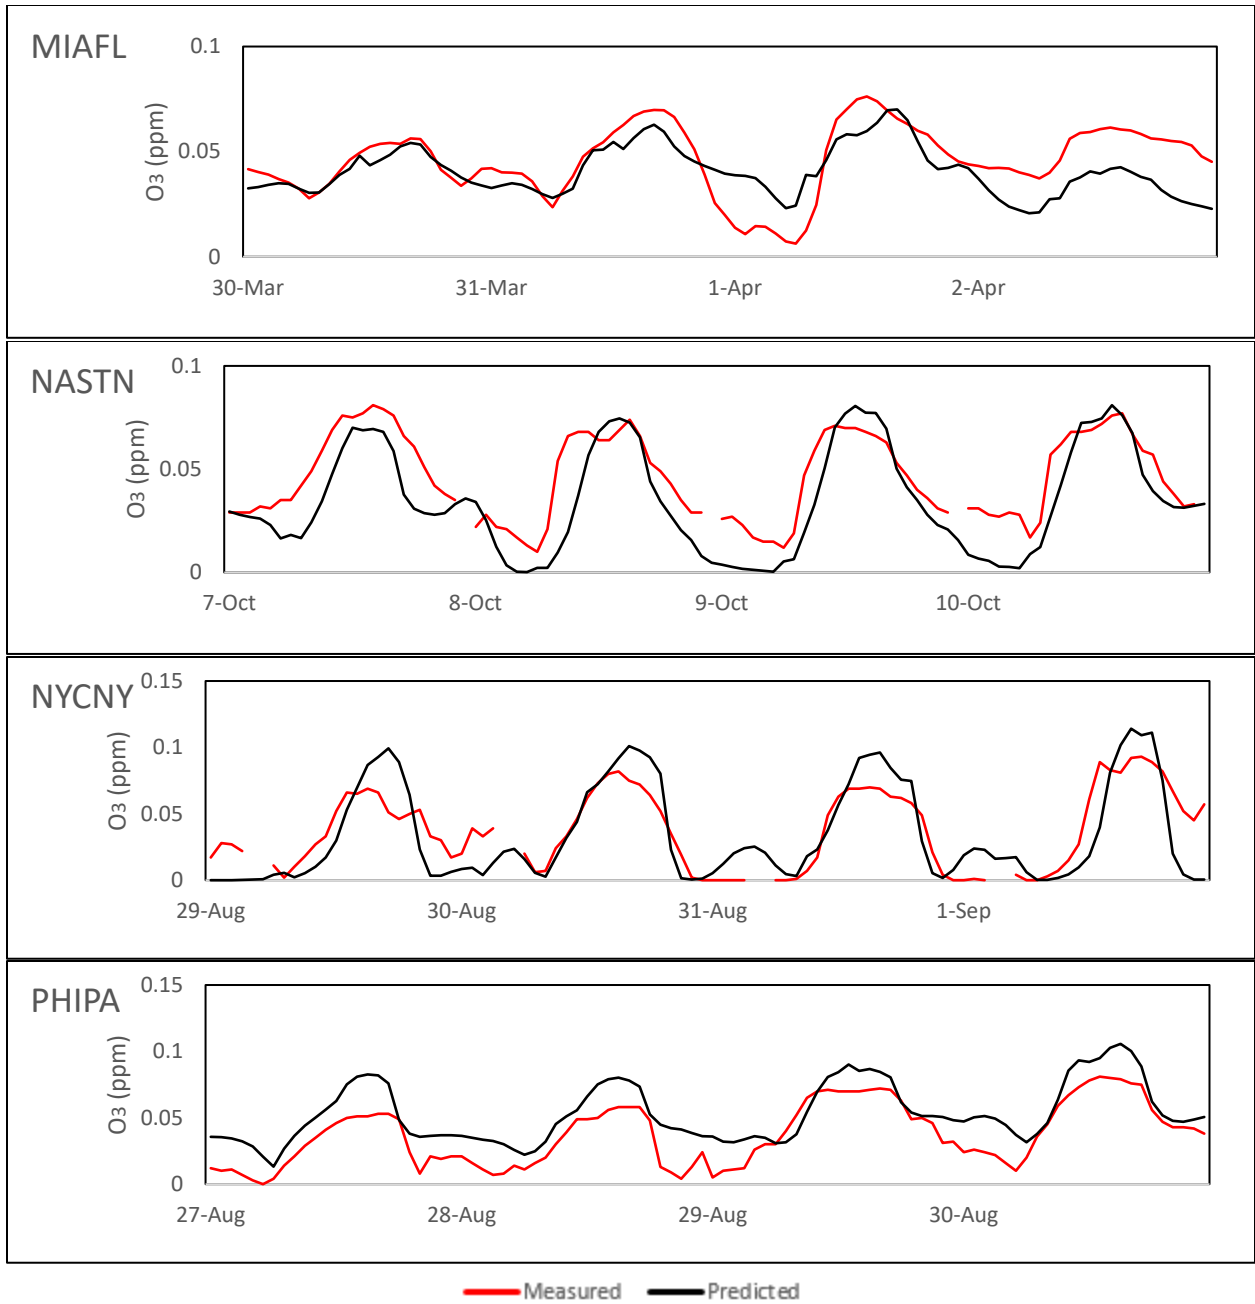 MIAFL
0.1
O3 (ppm)
0.05
0
30-Mar 31-Mar 1-Apr 2-Apr
NASTN
0.1
O3 (ppm)
0.05
0
7-Oct 8-Oct 9-Oct 10-Oct
NYCNY
0.15
O3 (ppm)
0.1
0.05
0
29-Aug 30-Aug 31-Aug 1-Sep
PHIPA
0.15
O3 (ppm)
0.1
0.05
0
27-Aug 28-Aug 29-Aug 30-Aug
Measured Predicted